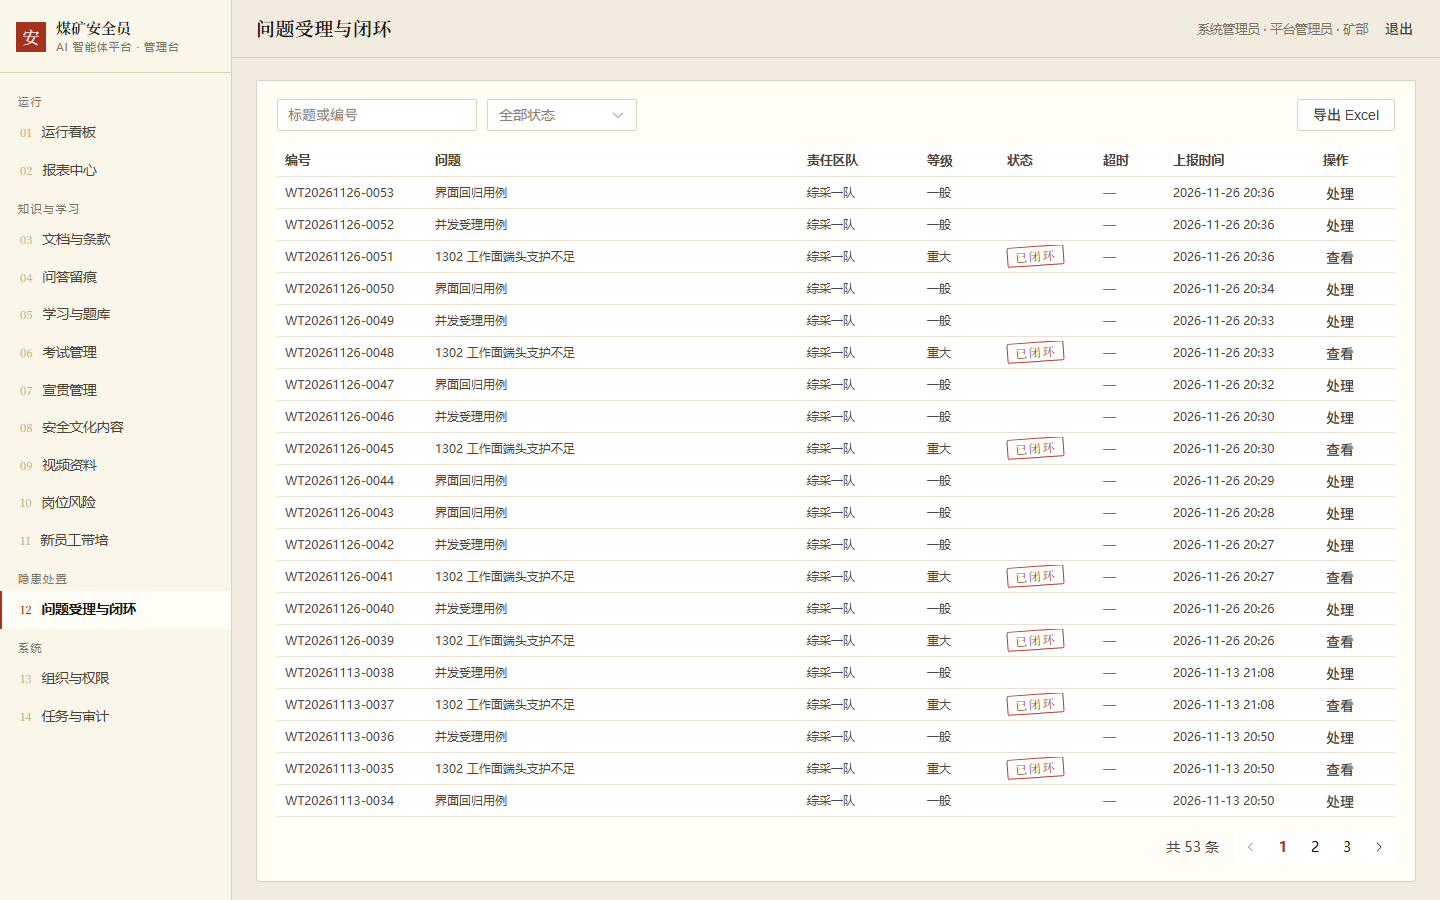 安
煤矿安全员
AI 智能体平台 · 管理台
运行
01 运行看板
02 报表中心
知识与学习
03 文档与条款
04 问答留痕
05 学习与题库
06 考试管理
07 宣贯管理
08 安全文化内容
09 视频资料
10 岗位风险
11 新员工带培
隐患处置
12 问题受理与闭环
系统
13 组织与权限
14 任务与审计
问题受理与闭环
系统管理员 · 平台管理员 · 矿部 退出
标题或编号 全部状态 导出 Excel
编号 问题 责任区队 等级 状态 超时 上报时间 操作
WT20261126-0053 界面回归用例 综采一队 一般 — 2026-11-26 20:36 处理
WT20261126-0052 并发受理用例 综采一队 一般 — 2026-11-26 20:36 处理
WT20261126-0051 1302 工作面端头支护不足 综采一队 重大 已闭环 — 2026-11-26 20:36 查看
WT20261126-0050 界面回归用例 综采一队 一般 — 2026-11-26 20:34 处理
WT20261126-0049 并发受理用例 综采一队 一般 — 2026-11-26 20:33 处理
WT20261126-0048 1302 工作面端头支护不足 综采一队 重大 已闭环 — 2026-11-26 20:33 查看
WT20261126-0047 界面回归用例 综采一队 一般 — 2026-11-26 20:32 处理
WT20261126-0046 并发受理用例 综采一队 一般 — 2026-11-26 20:30 处理
WT20261126-0045 1302 工作面端头支护不足 综采一队 重大 已闭环 — 2026-11-26 20:30 查看
WT20261126-0044 界面回归用例 综采一队 一般 — 2026-11-26 20:29 处理
WT20261126-0043 界面回归用例 综采一队 一般 — 2026-11-26 20:28 处理
WT20261126-0042 并发受理用例 综采一队 一般 — 2026-11-26 20:27 处理
WT20261126-0041 1302 工作面端头支护不足 综采一队 重大 已闭环 — 2026-11-26 20:27 查看
WT20261126-0040 并发受理用例 综采一队 一般 — 2026-11-26 20:26 处理
WT20261126-0039 1302 工作面端头支护不足 综采一队 重大 已闭环 — 2026-11-26 20:26 查看
WT20261113-0038 并发受理用例 综采一队 一般 — 2026-11-13 21:08 处理
WT20261113-0037 1302 工作面端头支护不足 综采一队 重大 已闭环 — 2026-11-13 21:08 查看
WT20261113-0036 并发受理用例 综采一队 一般 — 2026-11-13 20:50 处理
WT20261113-0035 1302 工作面端头支护不足 综采一队 重大 已闭环 — 2026-11-13 20:50 查看
WT20261113-0034 界面回归用例 综采一队 一般 — 2026-11-13 20:50 处理
共 53 条 1 2 3